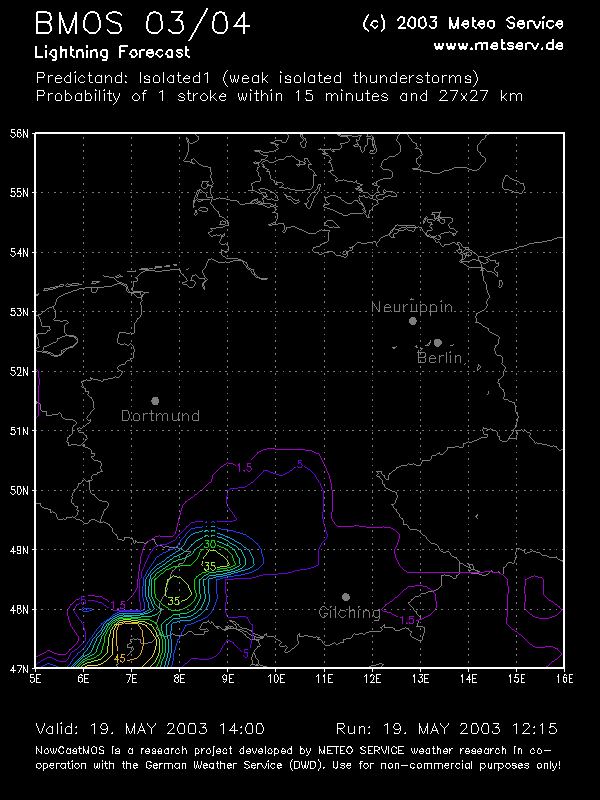 BMOS 03/04
(c) 2003 Meteo Service
Lightning Forecast
www.metserv.de
Predictand: Isolated1 (weak isolated thunderstorms)
Probability of 1 stroke within 15 minutes and 27x27 km
56N
55N
54N
53N
Neuruppin
Berlin
52N
Dortmund
51N
1.5
.5
50N
30
49N
35
35
1.5
48N
Gilching
1.5
5
45
47N
5E 6E 7E 8E 9E 10E 11E 12E 13E 14E 15E 16E
Valid: 19. MAY 2003 14:00
Run: 19. MAY 2003 12:15
NowCastMOS is a research project developed by METEO SERVICE weather research in co-
operation with the German Weather Service (DWD). Use for non-commercial purposes only!